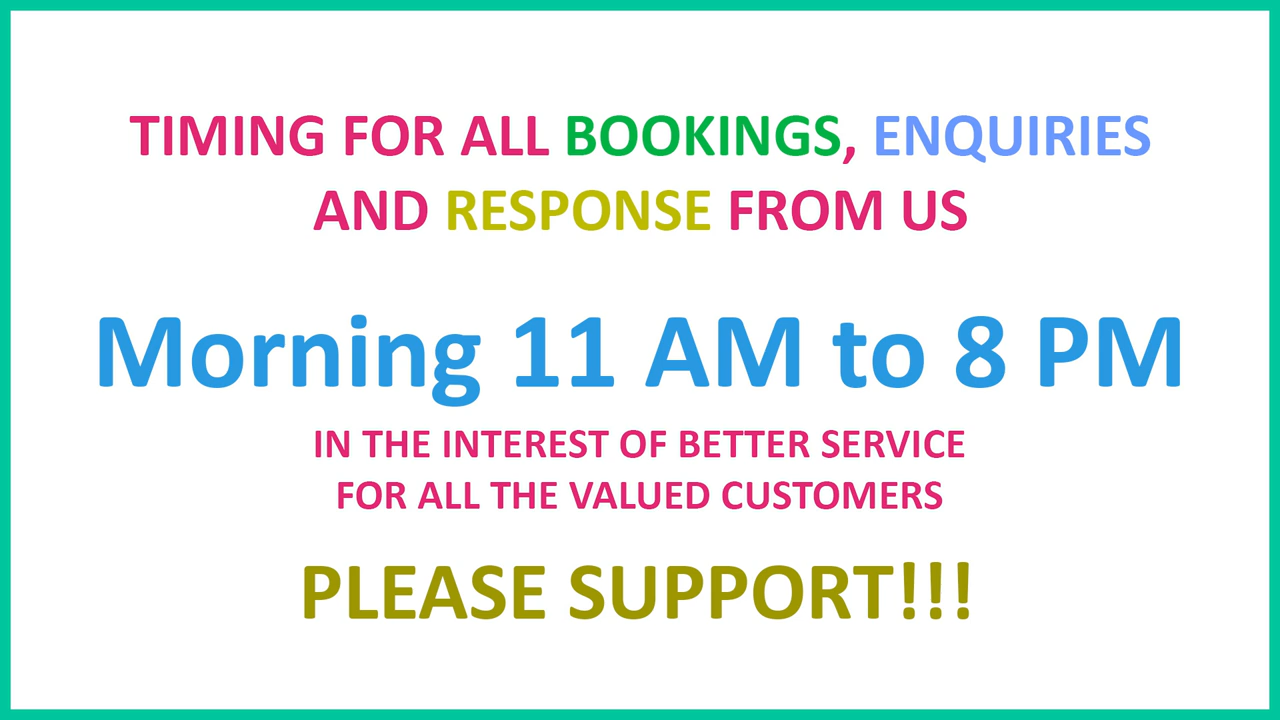 TIMING FOR ALL BOOKINGS, ENQUIRIES
AND RESPONSE FROM US
Morning 11 AM to 8 PM
IN THE INTEREST OF BETTER SERVICE
FOR ALL THE VALUED CUSTOMERS
PLEASE SUPPORT!!!